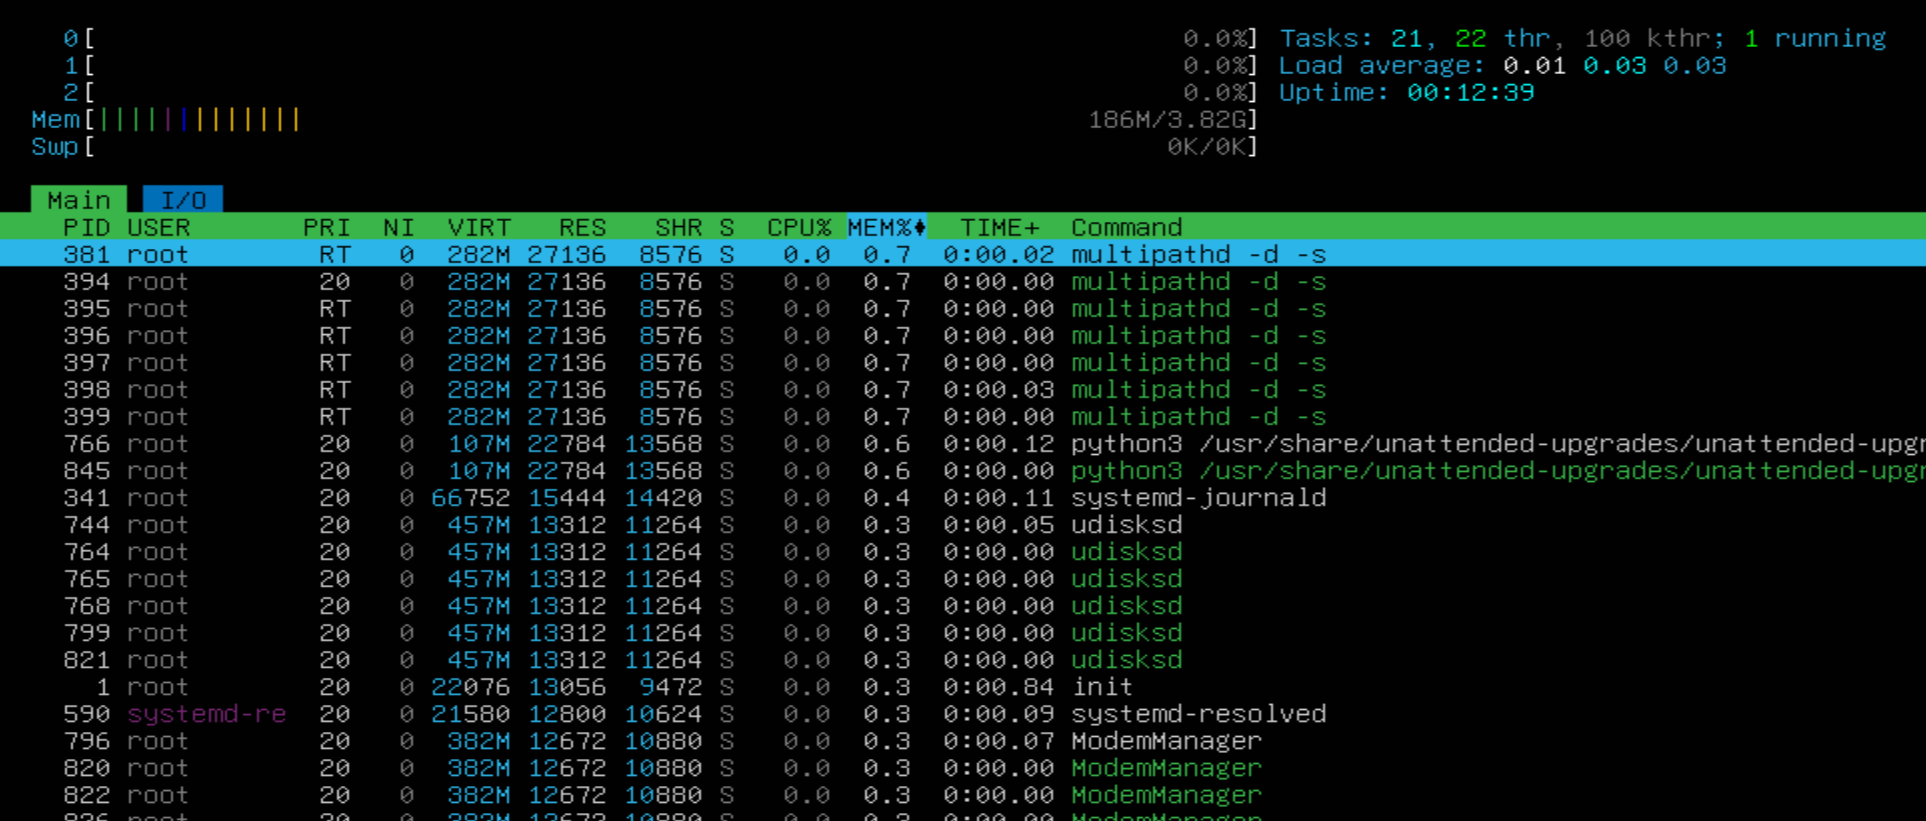 0[ 0.0%] Tasks: 21, 22 thr, 100 kthr; 1 running
1[ 0.0%] Load average: 0.01 0.03 0.03
2[ 0.0%] Uptime: 00:12:39
Mem[||||||||||||||| 186M/3.82G]
Swp[ 0K/0K]
Main I/O
PID USER PRI NI VIRT RES SHR S CPU% MEM%♦ TIME+ Command
381 root RT 0 282M 27136 8576 S 0.0 0.7 0:00.02 multipathd -d -s
394 root 20 0 282M 27136 8576 S 0.0 0.7 0:00.00 multipathd -d -s
395 root RT 0 282M 27136 8576 S 0.0 0.7 0:00.00 multipathd -d -s
396 root RT 0 282M 27136 8576 S 0.0 0.7 0:00.00 multipathd -d -s
397 root RT 0 282M 27136 8576 S 0.0 0.7 0:00.00 multipathd -d -s
398 root RT 0 282M 27136 8576 S 0.0 0.7 0:00.03 multipathd -d -s
399 root RT 0 282M 27136 8576 S 0.0 0.7 0:00.00 multipathd -d -s
766 root 20 0 107M 22784 13568 S 0.0 0.6 0:00.12 python3 /usr/share/unattended-upgrades/unattended-upgr
845 root 20 0 107M 22784 13568 S 0.0 0.6 0:00.00 python3 /usr/share/unattended-upgrades/unattended-upgr
341 root 20 0 66752 15444 14420 S 0.0 0.4 0:00.11 systemd-journald
744 root 20 0 457M 13312 11264 S 0.0 0.3 0:00.05 udisksd
764 root 20 0 457M 13312 11264 S 0.0 0.3 0:00.00 udisksd
765 root 20 0 457M 13312 11264 S 0.0 0.3 0:00.00 udisksd
768 root 20 0 457M 13312 11264 S 0.0 0.3 0:00.00 udisksd
799 root 20 0 457M 13312 11264 S 0.0 0.3 0:00.00 udisksd
821 root 20 0 457M 13312 11264 S 0.0 0.3 0:00.00 udisksd
1 root 20 0 22076 13056 9472 S 0.0 0.3 0:00.84 init
590 systemd-re 20 0 21580 12800 10624 S 0.0 0.3 0:00.09 systemd-resolved
796 root 20 0 382M 12672 10880 S 0.0 0.3 0:00.07 ModemManager
820 root 20 0 382M 12672 10880 S 0.0 0.3 0:00.00 ModemManager
822 root 20 0 382M 12672 10880 S 0.0 0.3 0:00.00 ModemManager